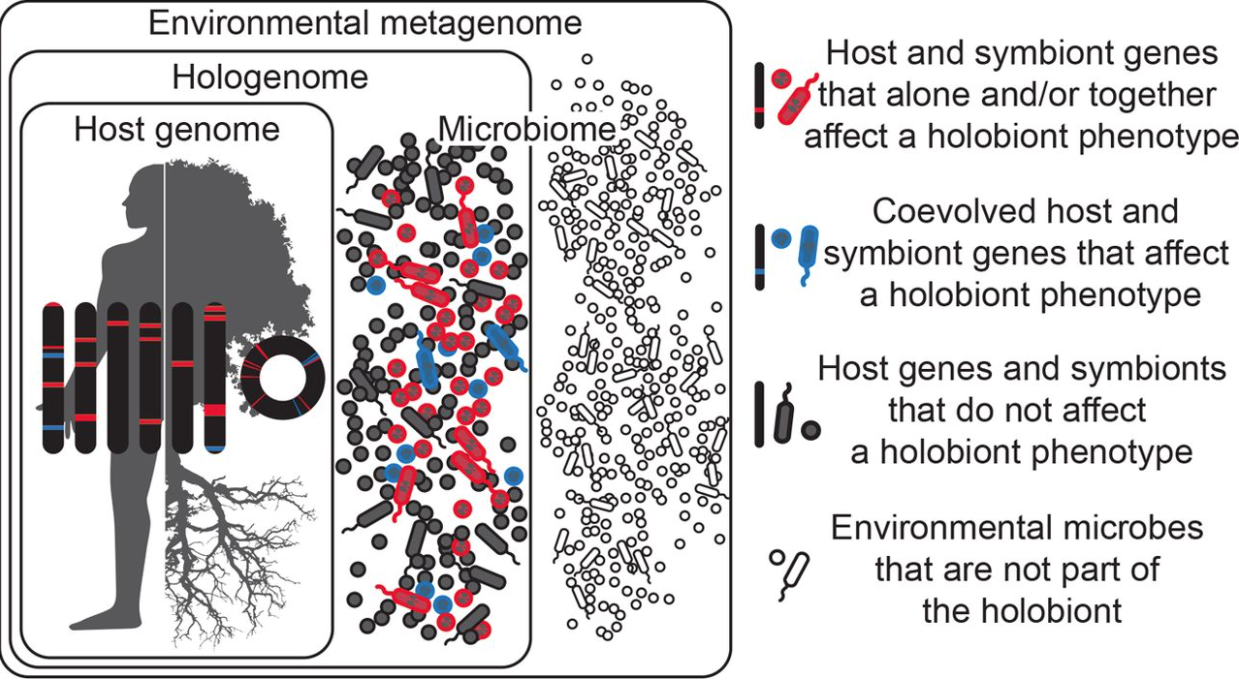 Environmental metagenome
Hologenome
Host genome
Microbiome
Host and symbiont genes
that alone and/or together
affect a holobiont phenotype
Coevolved host and
symbiont genes that affect
a holobiont phenotype
Host genes and symbionts
that do not affect
a holobiont phenotype
Environmental microbes
that are not part of
the holobiont